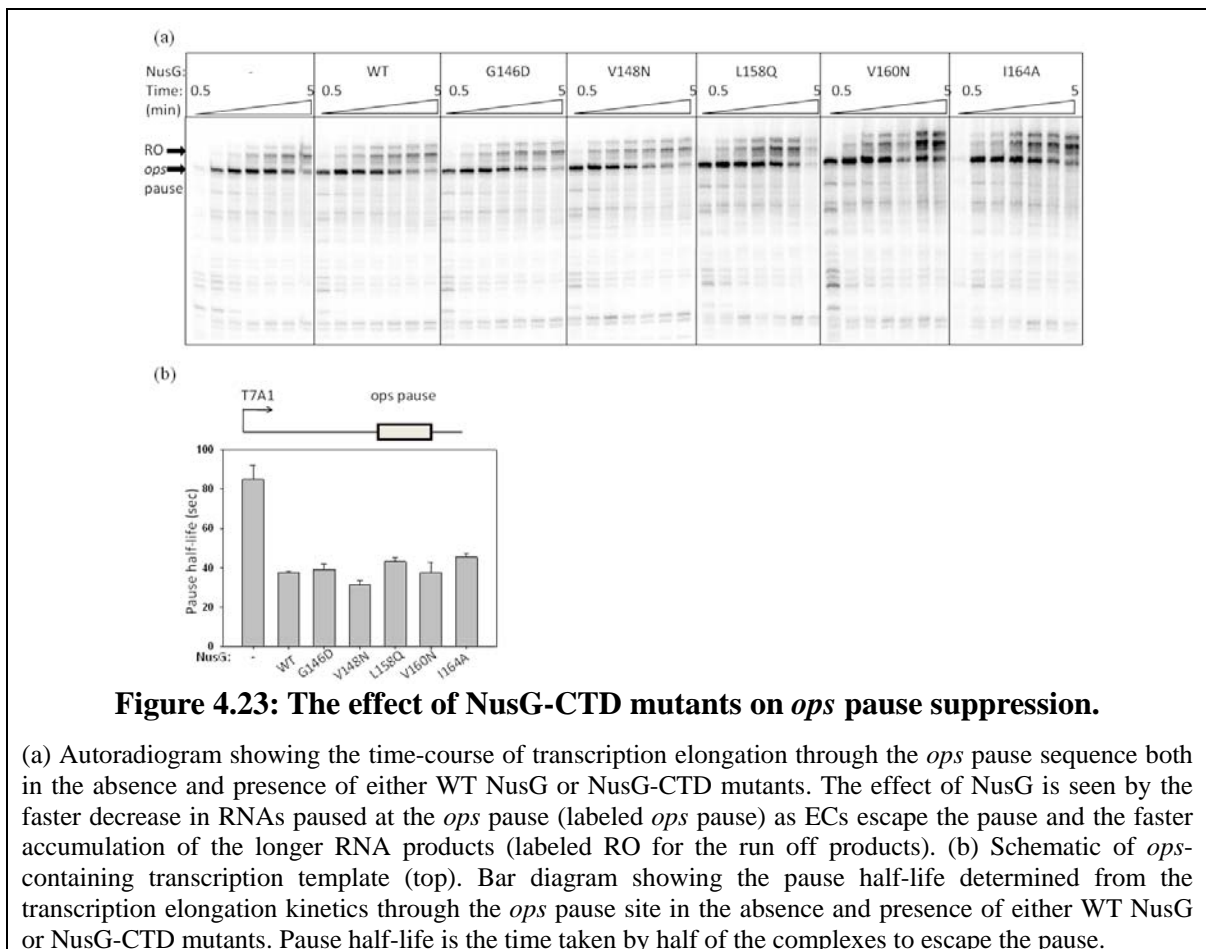 (a)
NusG: - WT G146D V148N L158Q V160N I164A
Time: 0.5 5 0.5 5 0.5 5 0.5 5 0.5 5 0.5 5 0.5 5
(min)
RO
ops
pause
(b)
T7A1 ops pause
100
80
60
40
20
0
Pause half-life (sec)
NusG: - WT G146D V148N L158Q V160N I164A
Figure 4.23: The effect of NusG-CTD mutants on ops pause suppression.
(a) Autoradiogram showing the time-course of transcription elongation through the ops pause sequence both
in the absence and presence of either WT NusG or NusG-CTD mutants. The effect of NusG is seen by the
faster decrease in RNAs paused at the ops pause (labeled ops pause) as ECs escape the pause and the faster
accumulation of the longer RNA products (labeled RO for the run off products). (b) Schematic of ops-
containing transcription template (top). Bar diagram showing the pause half-life determined from the
transcription elongation kinetics through the ops pause site in the absence and presence of either WT NusG
or NusG-CTD mutants. Pause half-life is the time taken by half of the complexes to escape the pause.